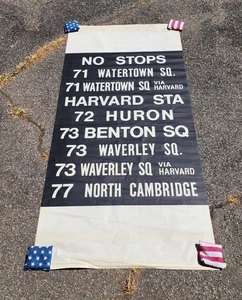 NO STOPS
71 WATERTOWN SQ.
71 WATERTOWN SQ VIA HARVARD
HARVARD STA
72 HURON
73 BENTON SQ
73 WAVERLEY SQ.
73 WAVERLEY SQ VIA HARVARD
77 NORTH CAMBRIDGE